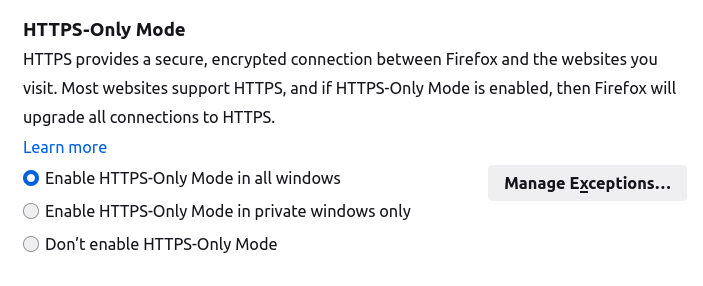 HTTPS-Only Mode
HTTPS provides a secure, encrypted connection between Firefox and the websites you
visit. Most websites support HTTPS, and if HTTPS-Only Mode is enabled, then Firefox will
upgrade all connections to HTTPS.
Learn more
Enable HTTPS-Only Mode in all windows
Manage Exceptions…
Enable HTTPS-Only Mode in private windows only
Don’t enable HTTPS-Only Mode